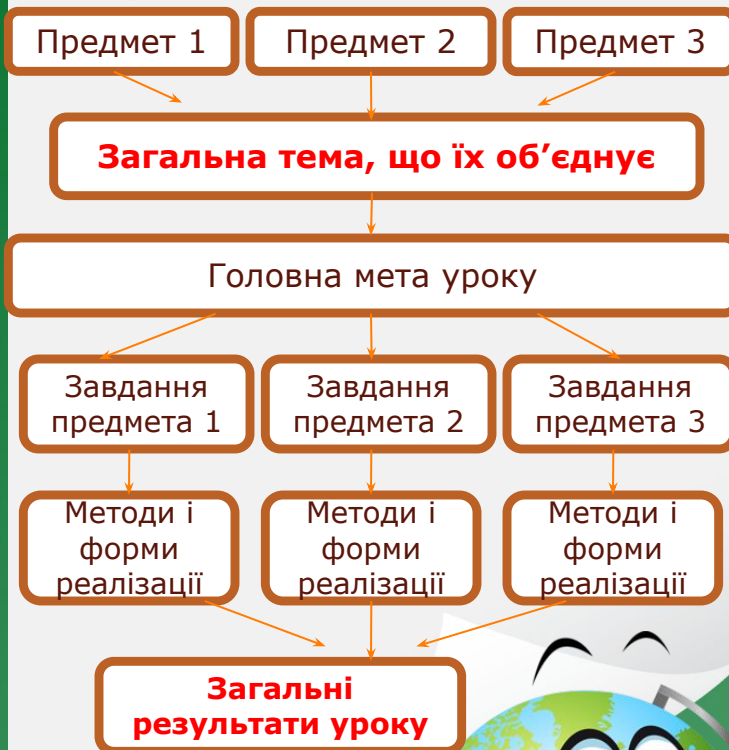 Предмет 1
Предмет 2
Предмет 3
Загальна тема, що їх об’єднує
Головна мета уроку
Завдання
предмета 1
Завдання
предмета 2
Завдання
предмета 3
Методи і
форми
реалізації
Методи і
форми
реалізації
Методи і
форми
реалізації
Загальні
результати уроку